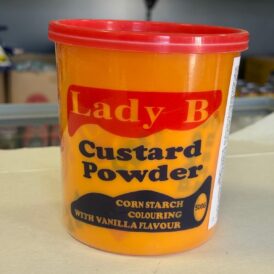 Lady B
Custard
Powder
CORN STARCH
COLOURING
WITH VANILLA FLAVOUR